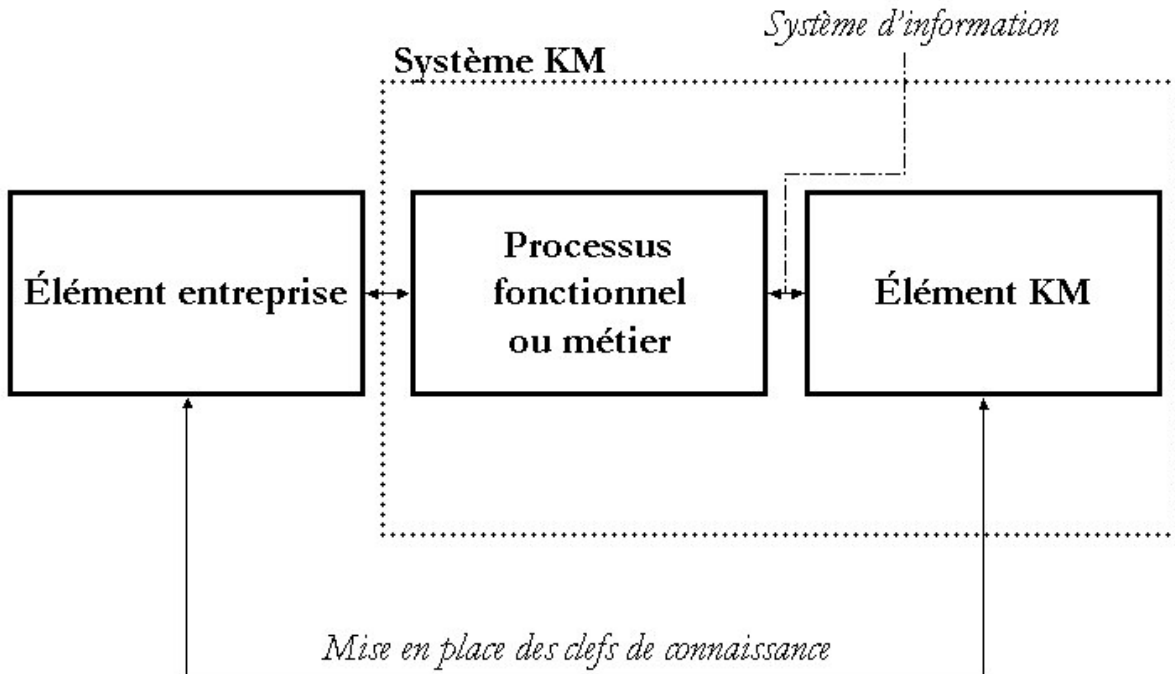 Système d'information
Système KM
Élément entreprise
Processus
fonctionnel
ou métier
Élément KM
Mise en place des clefs de connaissance